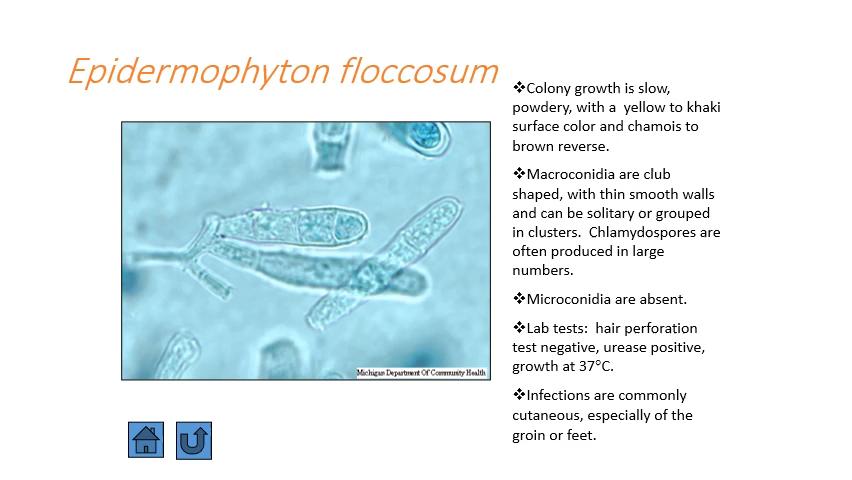 Epidermophyton floccosum
❖Colony growth is slow,
powdery, with a  yellow to khaki
surface color and chamois to
brown reverse.
❖Macroconidia are club
shaped, with thin smooth walls
and can be solitary or grouped
in clusters.  Chlamydospores are
often produced in large
numbers.
❖Microconidia are absent.
❖Lab tests:  hair perforation
test negative, urease positive,
growth at 37°C.
❖Infections are commonly
cutaneous, especially of the
groin or feet.
Michigan Department Of Community Health